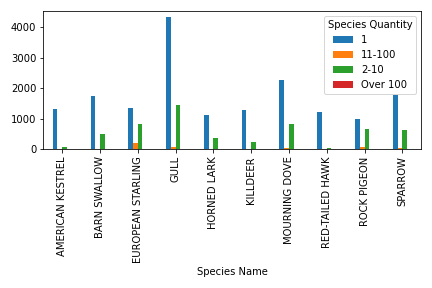 Species Quantity
1
11-100
2-10
Over 100
4000
3000
2000
1000
0
AMERICAN KESTREL
BARN SWALLOW
EUROPEAN STARLING
GULL
HORNED LARK
KILLDEER
MOURNING DOVE
RED-TAILED HAWK
ROCK PIGEON
SPARROW
Species Name